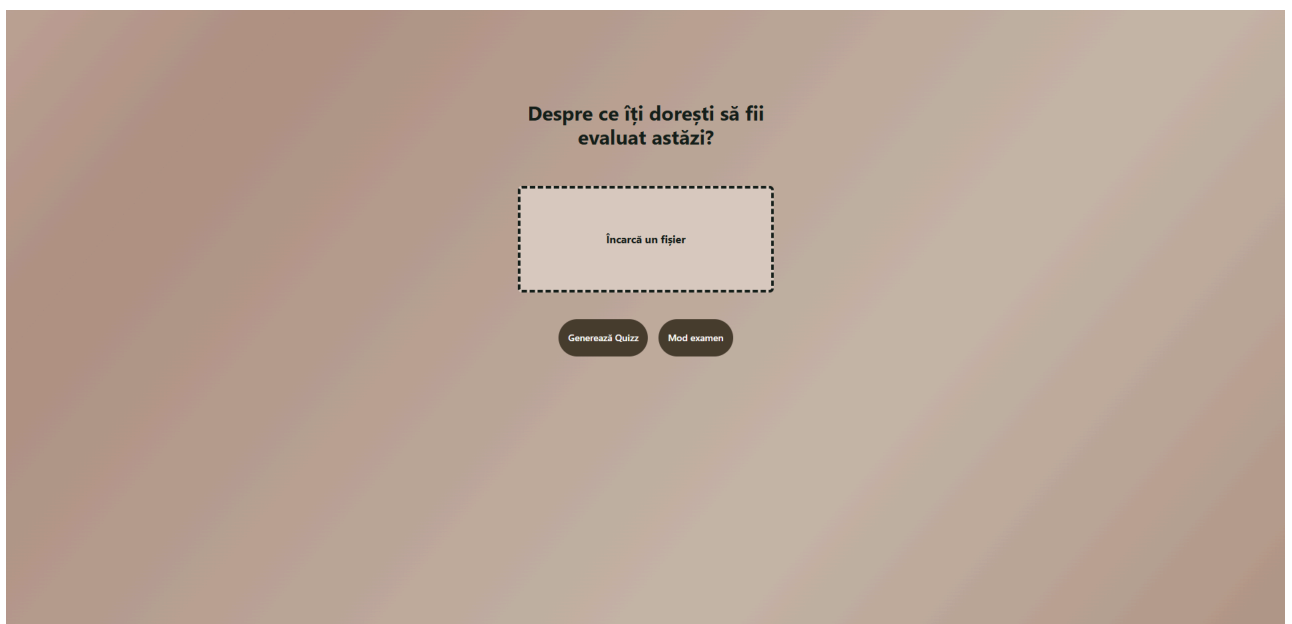 Despre ce îți dorești să fii
evaluat astăzi?
Încarcă un fișier
Generează Quizz
Mod examen